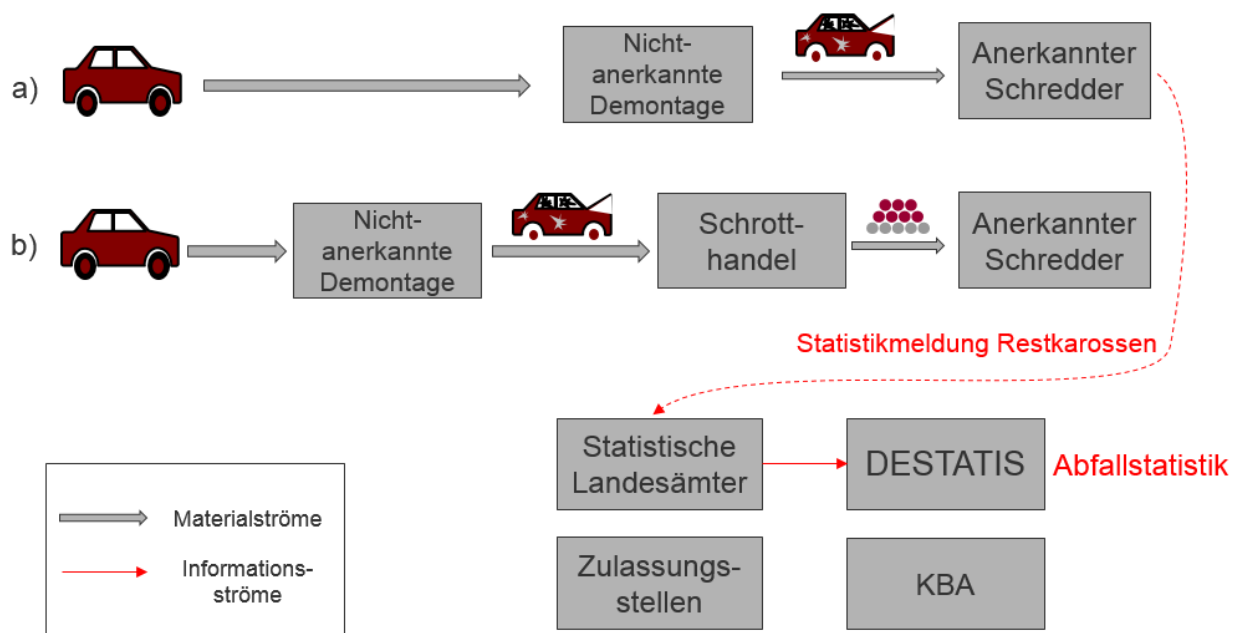 a)
Nicht-
anerkannte
Demontage
Anerkannter
Schredder
b)
Nicht-
anerkannte
Demontage
Schrott-
handel
Anerkannter
Schredder
Statistikmeldung Restkarossen
Statistische
Landesämter
DESTATIS
Abfallstatistik
Materialströme
Informations-
ströme
Zulassungs-
stellen
KBA